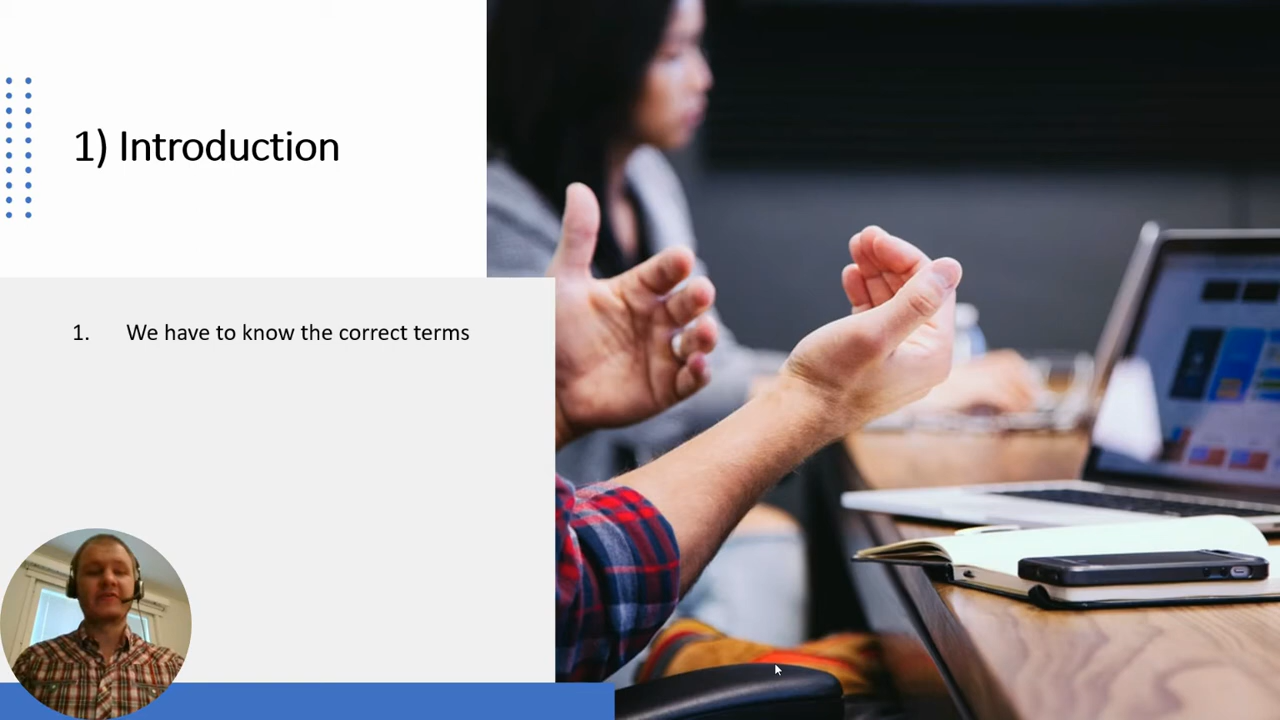 1) Introduction
1. We have to know the correct terms